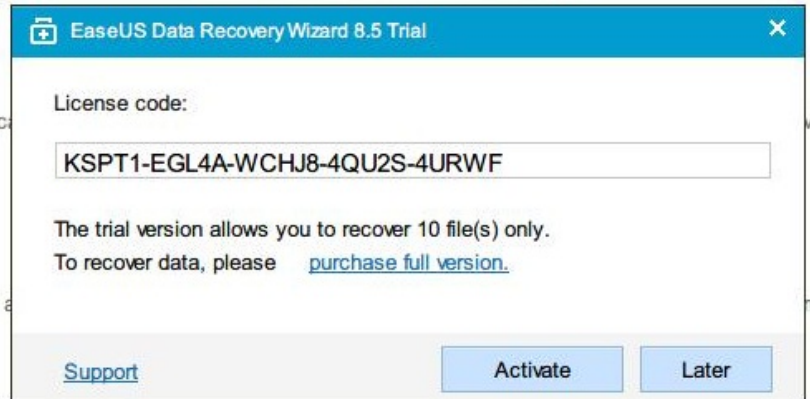 EaseUS Data Recovery Wizard 8.5 Trial
License code:
KSPT1-EGL4A-WCHJ8-4QU2S-4URWF
The trial version allows you to recover 10 file(s) only.
To recover data, please purchase full version.
Support
Activate
Later